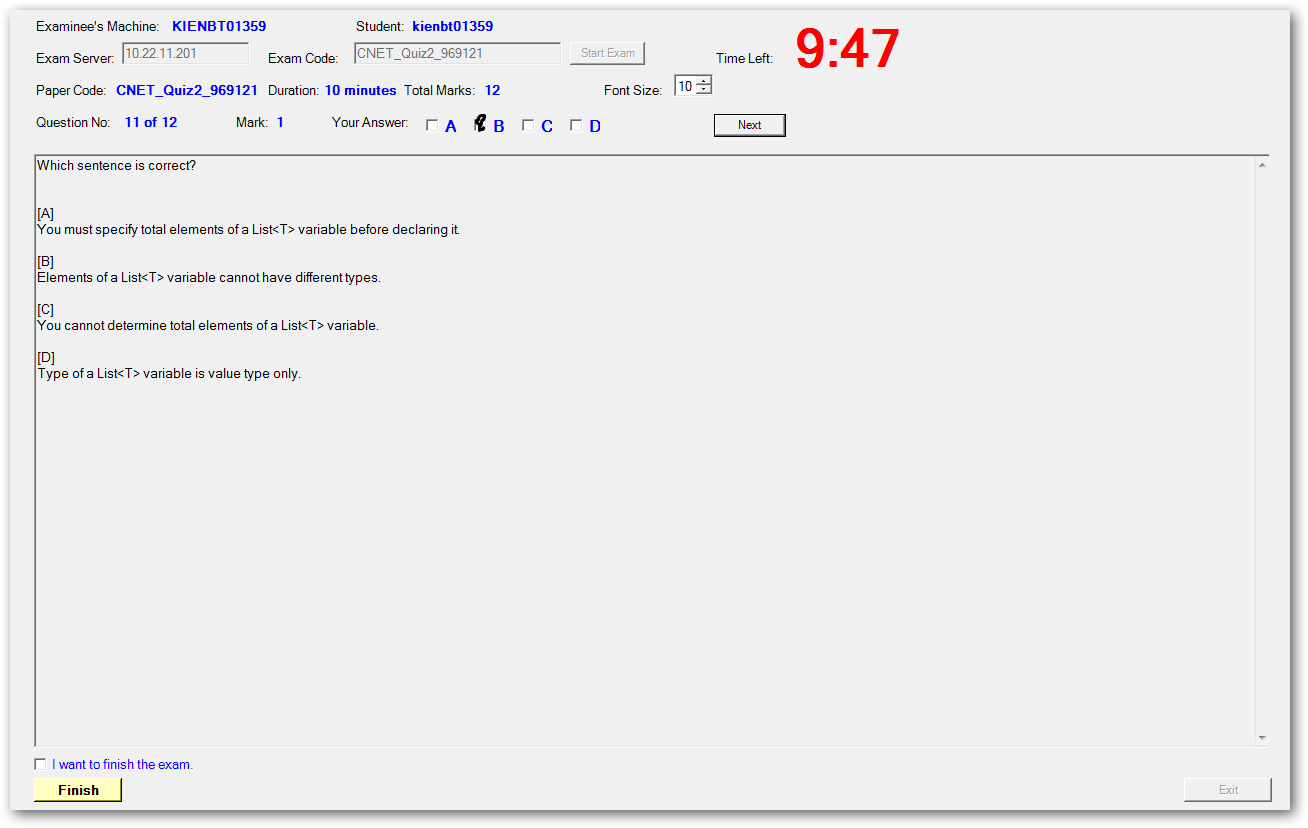 Examinee's Machine: KIENBT01359 Student: kienbt01359
Exam Server: 10.22.11.201 Exam Code: CNET_Quiz2_969121 Start Exam Time Left: 9:47
Paper Code: CNET_Quiz2_969121 Duration: 10 minutes Total Marks: 12 Font Size: 10
Question No: 11 of 12 Mark: 1 Your Answer: A B C D Next
Which sentence is correct?
[A]
You must specify total elements of a List<T> variable before declaring it.
[B]
Elements of a List<T> variable cannot have different types.
[C]
You cannot determine total elements of a List<T> variable.
[D]
Type of a List<T> variable is value type only.
I want to finish the exam.
Finish Exit